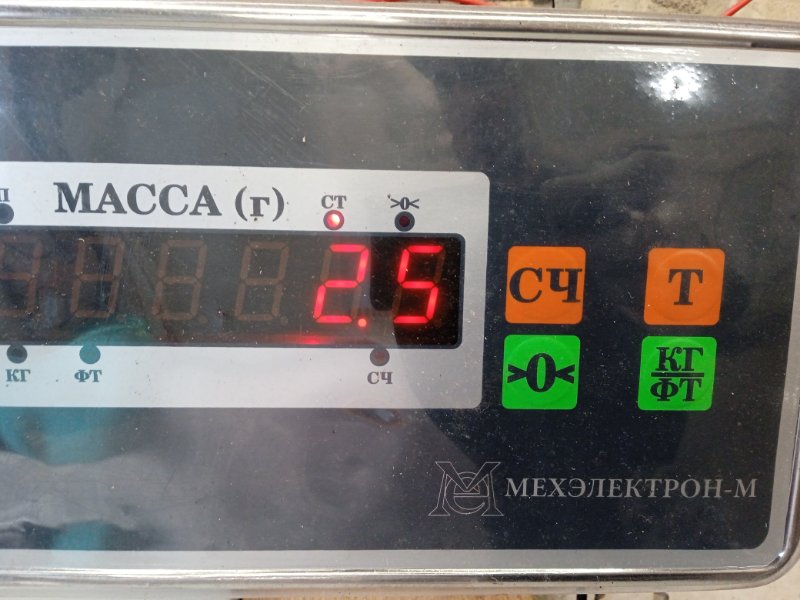 П МАССА (г) СТ >0<
2.5
КГ ФТ СЧ
СЧ Т
>0< КГ/ФТ
МЕХЭЛЕКТРОН-М